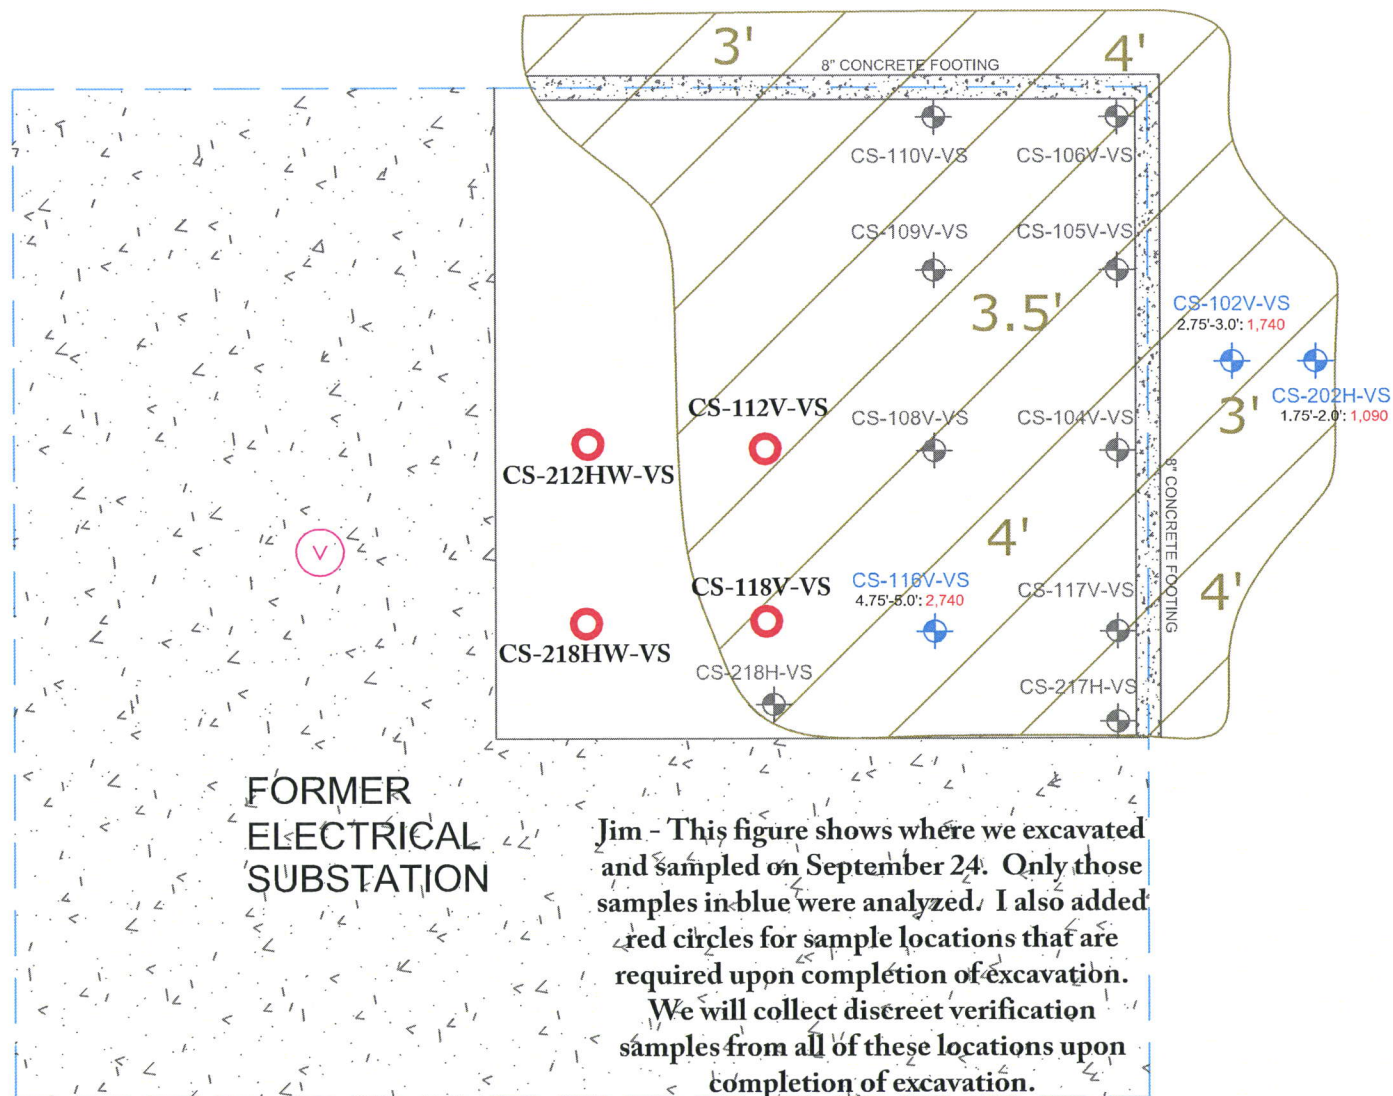 3'
4'
8" CONCRETE FOOTING
CS-110V-VS
CS-106V-VS
CS-109V-VS
CS-105V-VS
3.5'
CS-102V-VS
2.75'-3.0': 1,740
CS-202H-VS
1.75'-2.0': 1,090
3'
CS-112V-VS
CS-108V-VS
CS-104V-VS
CS-212HW-VS
8" CONCRETE FOOTING
4'
V
CS-118V-VS
CS-116V-VS
4.75'-5.0': 2,740
CS-117V-VS
4'
CS-218HW-VS
CS-218H-VS
CS-217H-VS
FORMER
ELECTRICAL
SUBSTATION
Jim - This figure shows where we excavated
and sampled on September 24. Only those
samples in blue were analyzed. I also added
red circles for sample locations that are
required upon completion of excavation.
We will collect discreet verification
samples from all of these locations upon
completion of excavation.